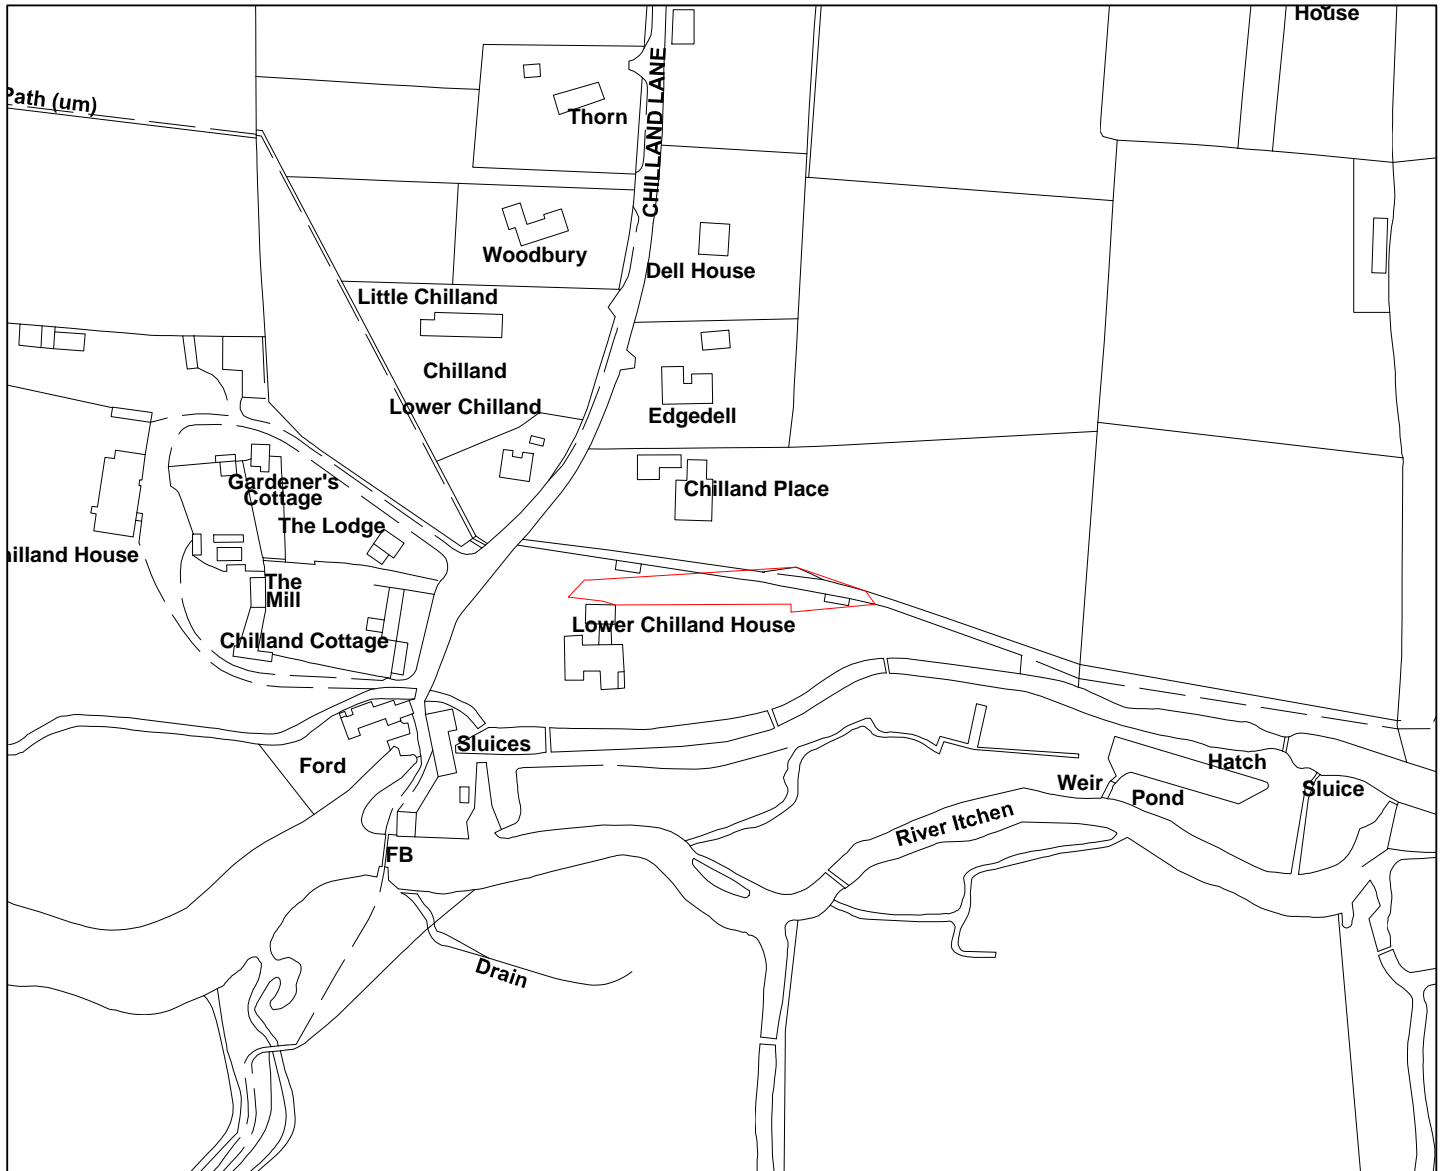 House
Path (um)
Thorn
CHILLAND LANE
Woodbury
Dell House
Little Chilland
Chilland
Lower Chilland
Edgedell
Gardener's
Cottage
Chilland Place
The Lodge
hilland House
The
Mill
Lower Chilland House
Chilland Cottage
Sluices
Ford
Hatch
Weir
Sluice
Pond
River Itchen
FB
Drain